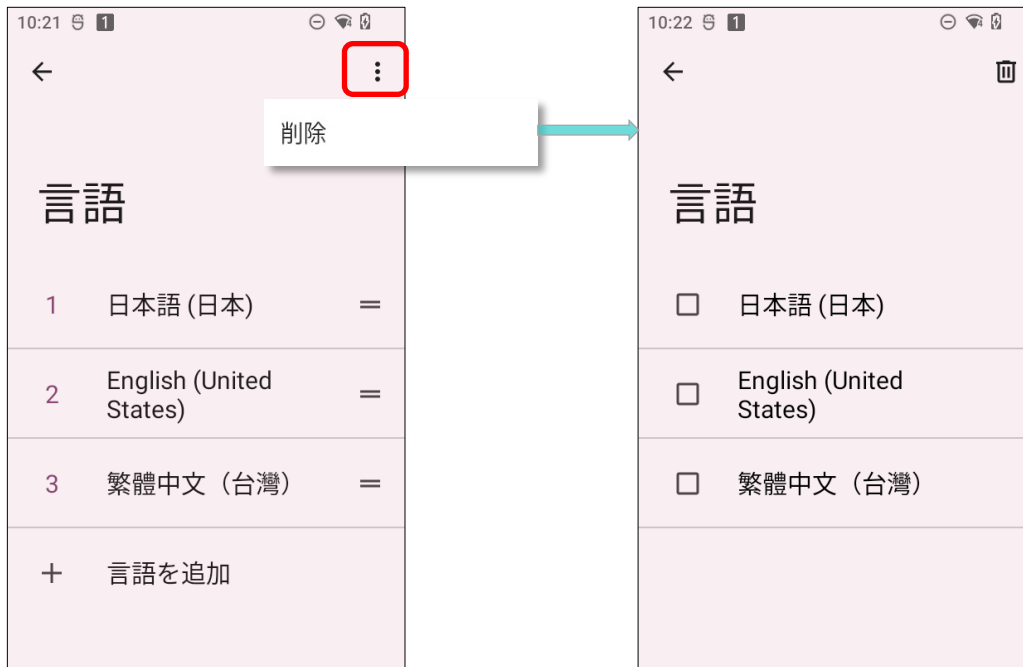 10:21 1
削除
言語
1 日本語 (日本)
2 English (United
States)
3 繁體中文（台灣）
+ 言語を追加
10:22 1
言語
日本語 (日本)
English (United
States)
繁體中文（台灣）